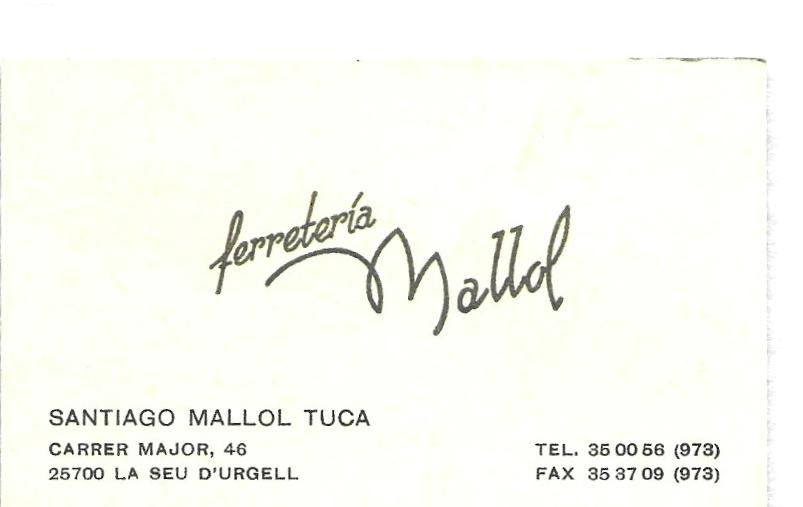 ferretería
Mallol
SANTIAGO MALLOL TUCA
CARRER MAJOR, 46
25700 LA SEU D'URGELL
TEL. 35 00 56 (973)
FAX 35 37 09 (973)